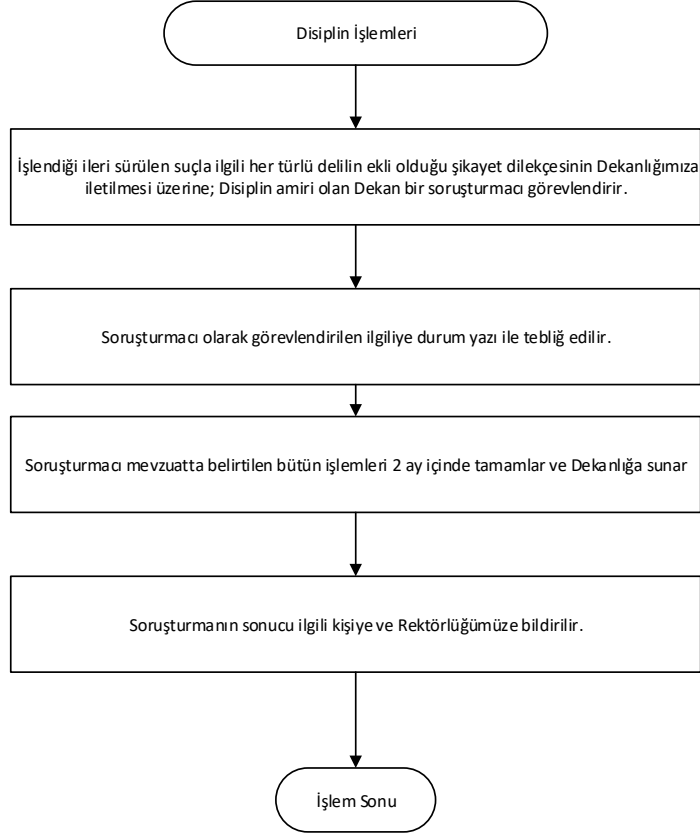 Disiplin İşlemleri
İşlendiği ileri sürülen suçla ilgili her türlü delilin ekli olduğu şikayet dilekçesinin Dekanlığımıza
iletilmesi üzerine; Disiplin amiri olan Dekan bir soruşturmacı görevlendirir.
Soruşturmacı olarak görevlendirilen ilgiliye durum yazı ile tebliğ edilir.
Soruşturmacı mevzuatta belirtilen bütün işlemleri 2 ay içinde tamamlar ve Dekanlığa sunar
Soruşturmanın sonucu ilgili kişiye ve Rektörlüğümüze bildirilir.
İşlem Sonu